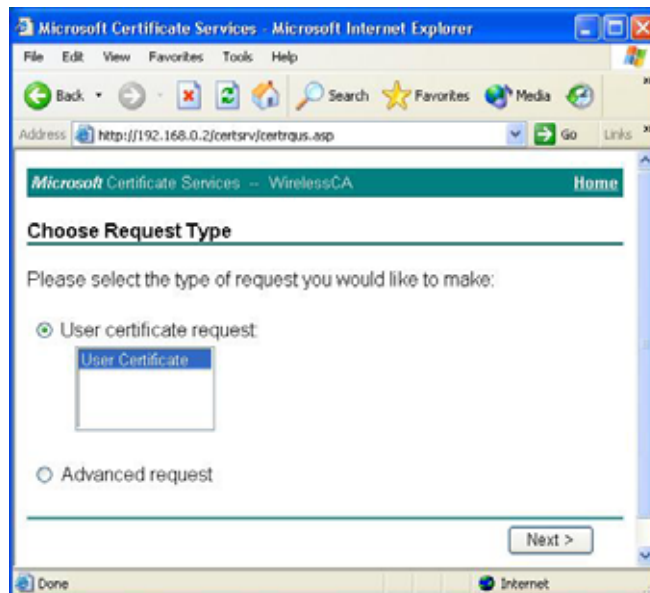 Microsoft Certificate Services - Microsoft Internet Explorer
File Edit View Favorites Tools Help
Back Search Favorites Media
Address http://192.168.0.2/certsrv/certrqus.asp Go Links
Microsoft Certificate Services -- WirelessCA Home
Choose Request Type
Please select the type of request you would like to make:
User certificate request:
User Certificate
Advanced request
Next >
Done Internet